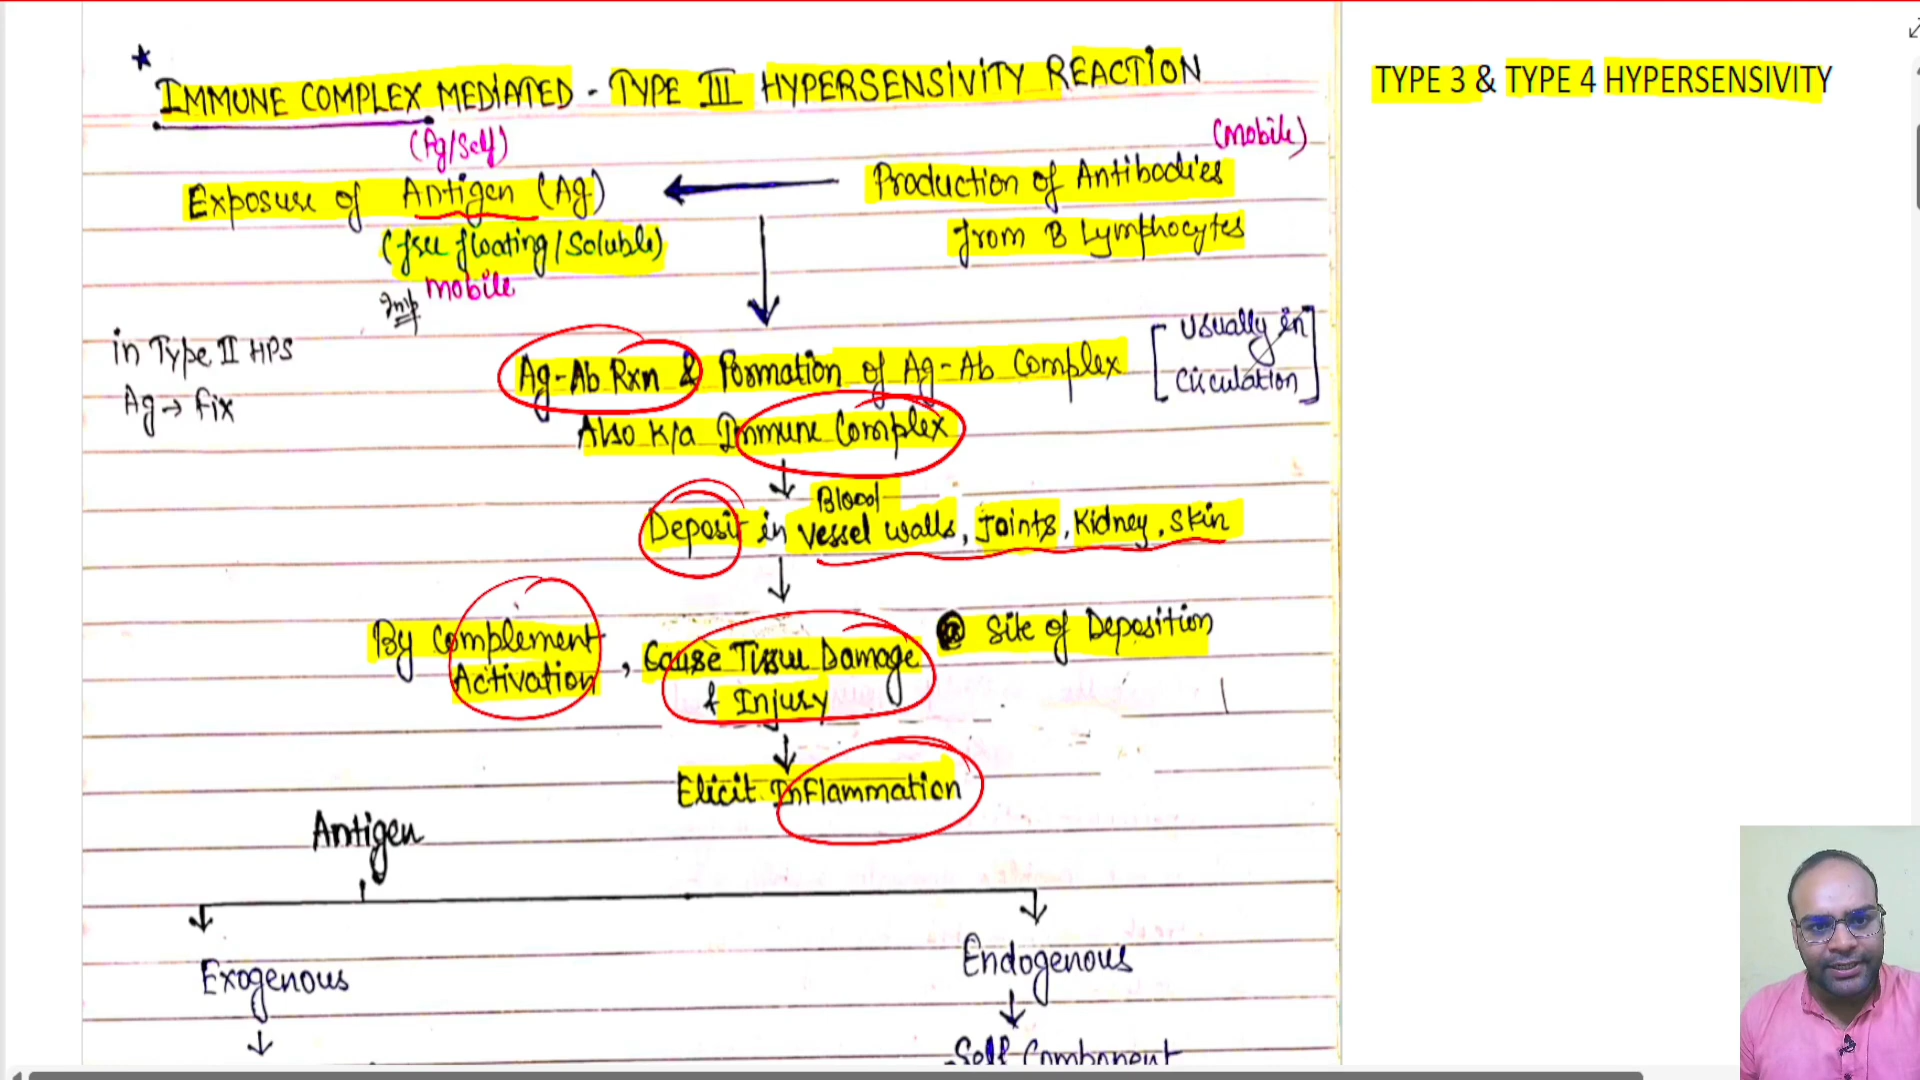 ★
IMMUNE COMPLEX MEDIATED - TYPE III HYPERSENSIVITY REACTION
TYPE 3 & TYPE 4 HYPERSENSIVITY
(Ag/Self)
(mobile)
Exposure of Antigen (Ag)
Production of Antibodies
from B Lymphocytes
(free floating/Soluble)
mobile
Imp
in Type II HPS
Ag → fix
Ag-Ab Rxn & Formation of Ag-Ab Complex
[Usually in
Circulation]
Also k/a Immune Complex
Blood
Deposit in vessel walls, Joints, Kidney, Skin
By Complement
Activation, Cause Tissue Damage
& Injury
@ Site of Deposition
Elicit Inflammation
Antigen
Exogenous
Endogenous
Self Component